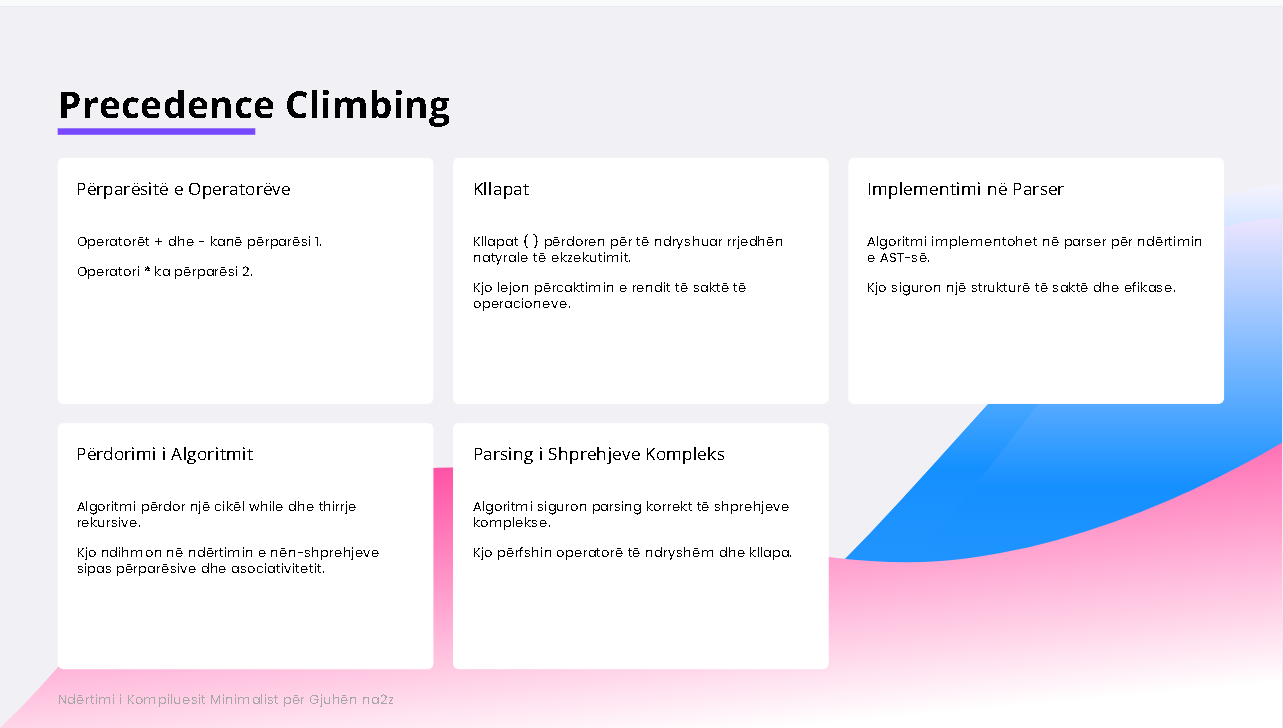 Precedence Climbing
Përparësitë e Operatorëve
Operatorët + dhe - kanë përparësi 1.
Operatori * ka përparësi 2.
Kllapat
Kllapat ( ) përdoren për të ndryshuar rrjedhën
natyrale të ekzekutimit.
Kjo lejon përcaktimin e rendit të saktë të
operacioneve.
Implementimi në Parser
Algoritmi implementohet në parser për ndërtimin
e AST-së.
Kjo siguron një strukturë të saktë dhe efikase.
Përdorimi i Algoritmit
Algoritmi përdor një cikël while dhe thirrje
rekursive.
Kjo ndihmon në ndërtimin e nën-shprehjeve
sipas përparësive dhe asociativitetit.
Parsing i Shprehjeve Kompleks
Algoritmi siguron parsing korrekt të shprehjeve
komplekse.
Kjo përfshin operatorë të ndryshëm dhe kllapa.
Ndërtimi i Kompiluesit Minimalist për Gjuhën na2z